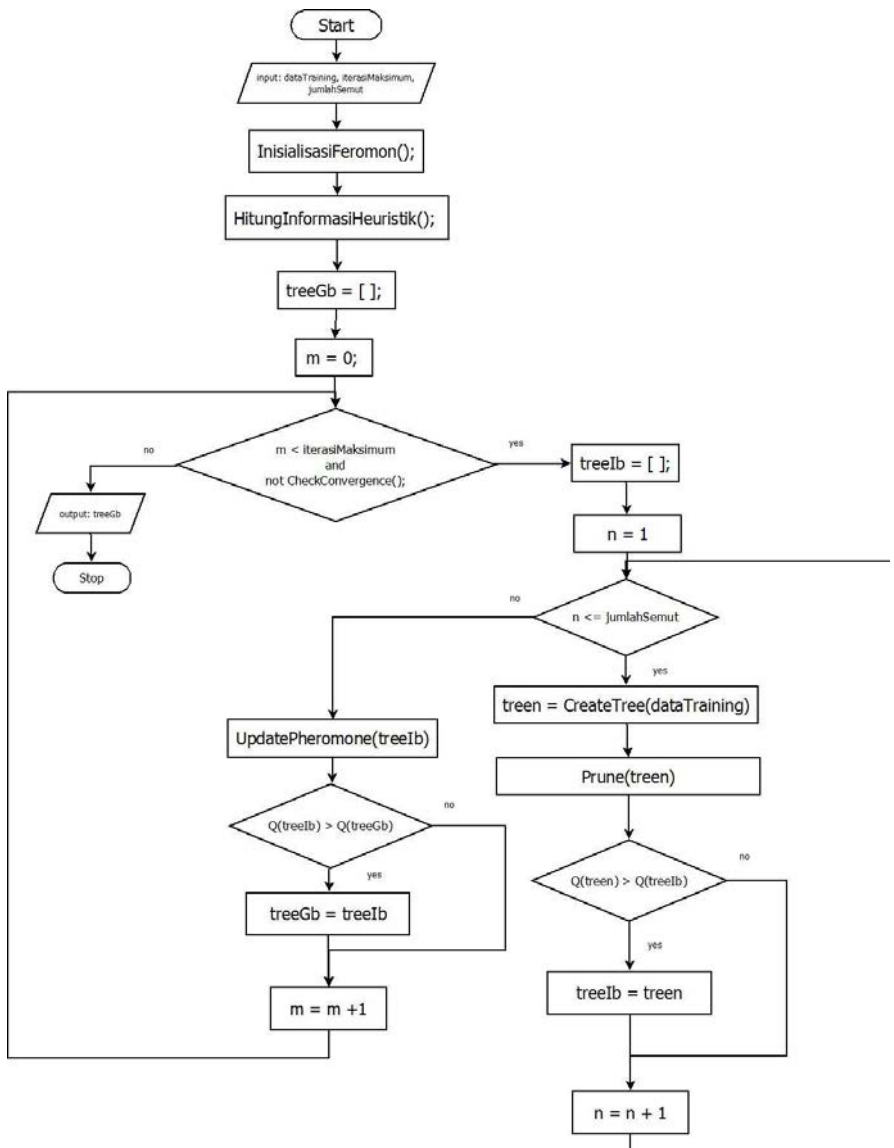 Start
input: dataTraining, iterasiMaksimum,
jumlahSemut
InisialisasiFeromon();
HitungInformasiHeuristik();
treeGb = [ ];
m = 0;
no
m < iterasiMaksimum
and
not CheckConvergence();
yes
treeIb = [ ];
output: treeGb
n = 1
Stop
no
n <= JumlahSemut
yes
treen = CreateTree(dataTraining)
UpdatePheromone(treeIb)
Prune(treen)
Q(treeIb) > Q(treeGb)
no
yes
Q(treen) > Q(treeIb)
no
yes
treeGb = treeIb
treeIb = treen
m = m +1
n = n + 1